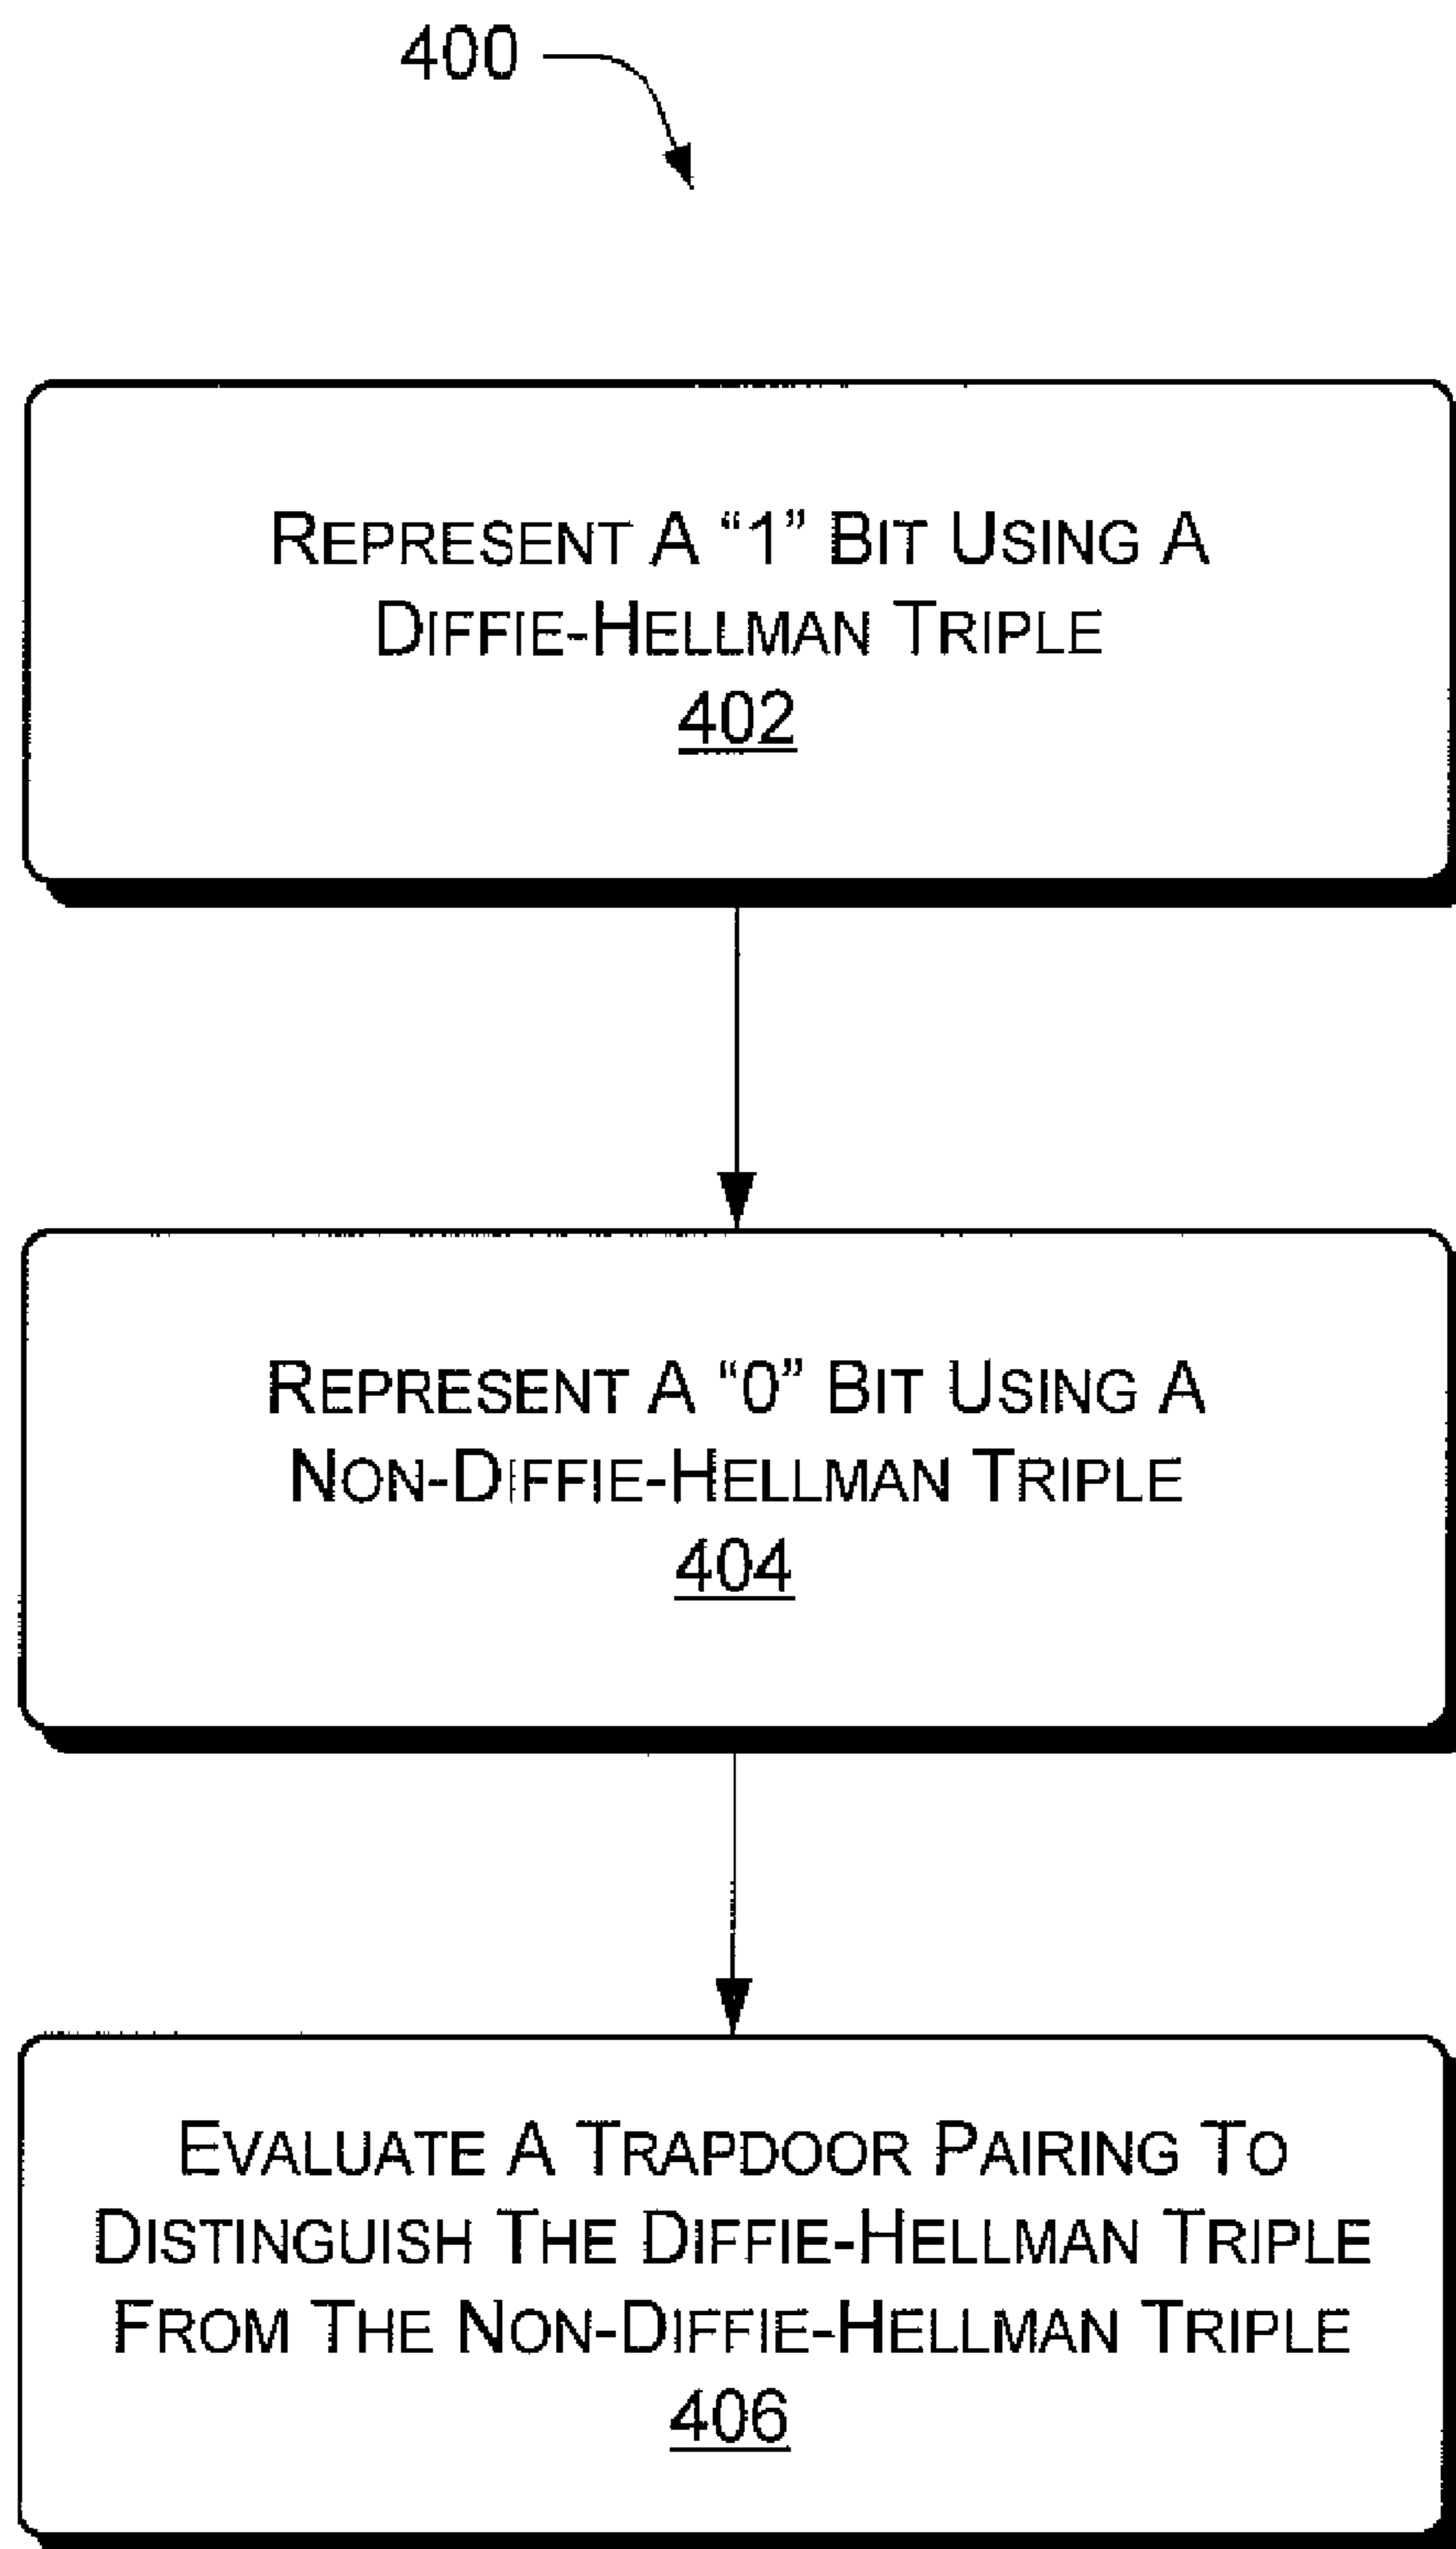 400
REPRESENT A “1” BIT USING A
DIFFIE-HELLMAN TRIPLE
402
REPRESENT A “0” BIT USING A
NON-DIFFIE-HELLMAN TRIPLE
404
EVALUATE A TRAPDOOR PAIRING TO
DISTINGUISH THE DIFFIE-HELLMAN TRIPLE
FROM THE NON-DIFFIE-HELLMAN TRIPLE
406